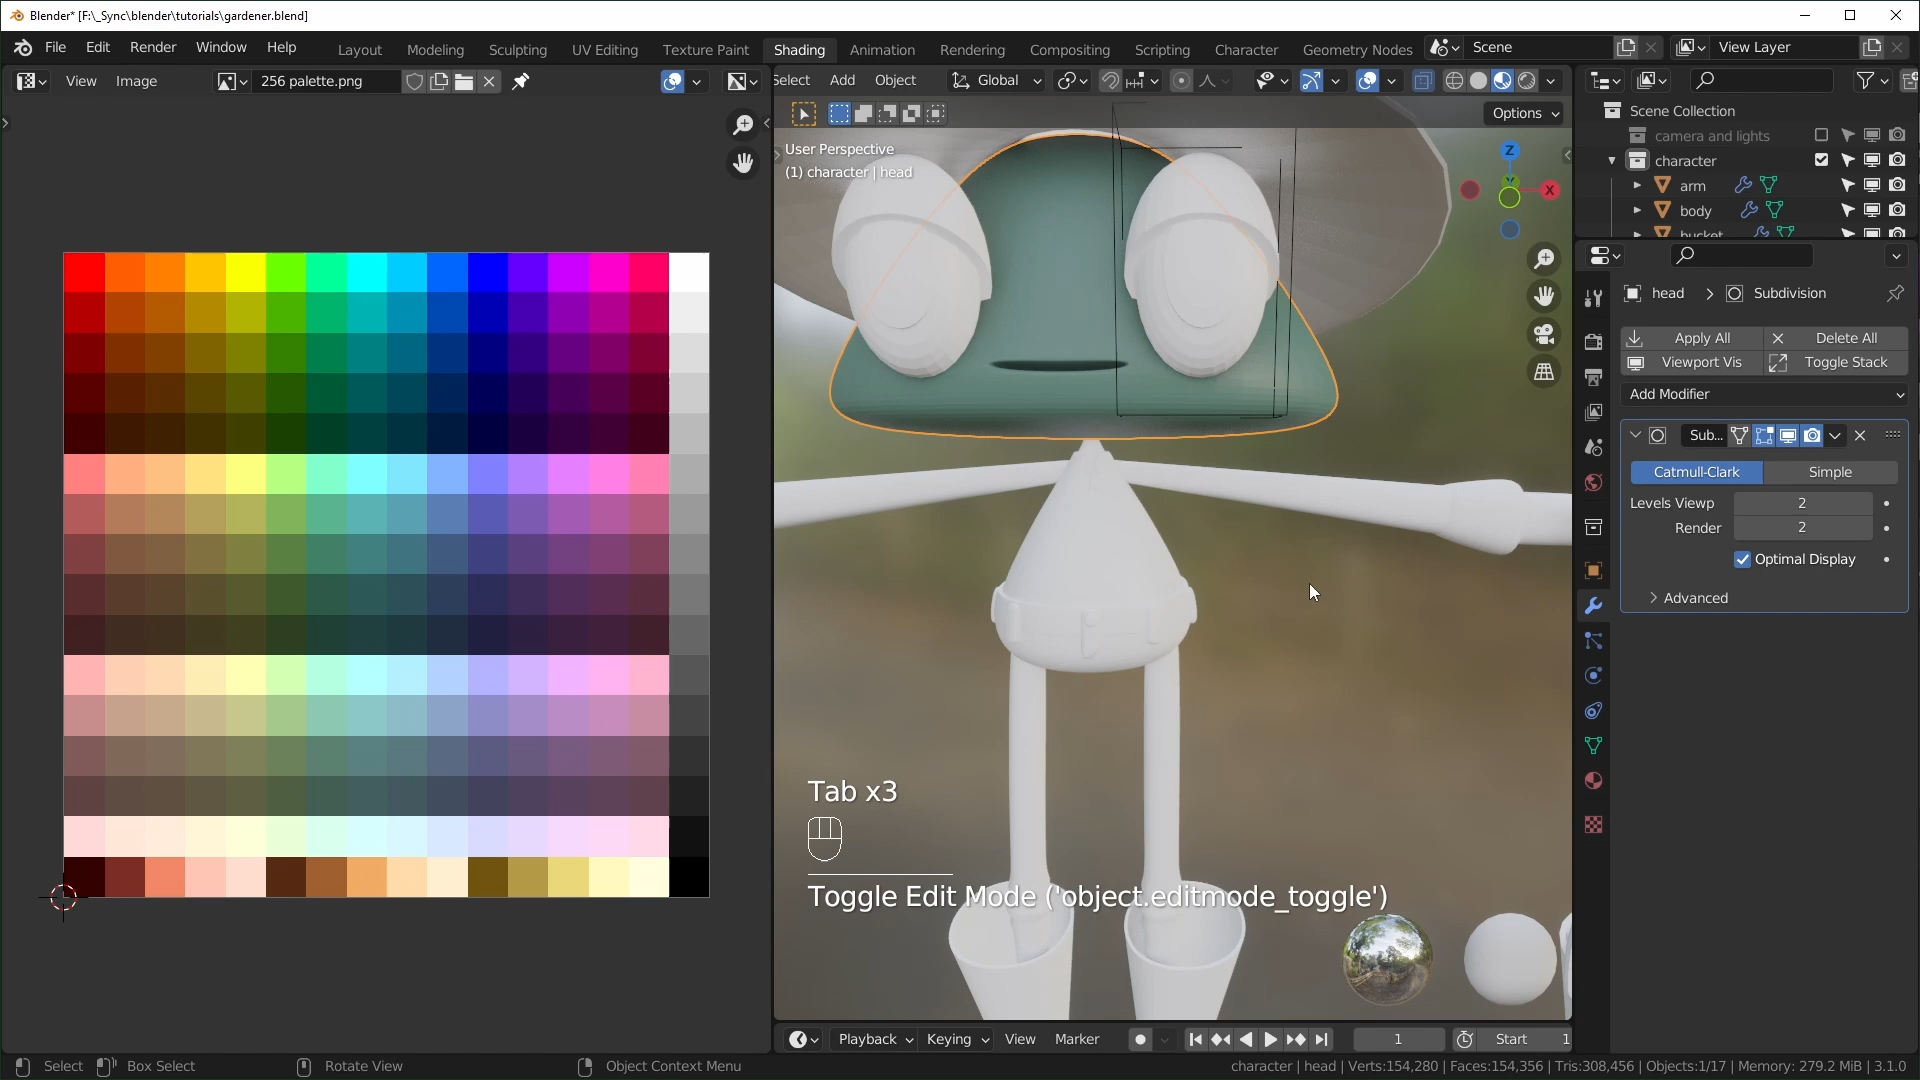 Blender* [F:\_Sync\blender\tutorials\gardener.blend]
File Edit Render Window Help
Layout Modeling Sculpting UV Editing Texture Paint Shading Animation Rendering Compositing Scripting Character Geometry Nodes
Scene
View Layer
View Image
256 palette.png
Select Add Object
Global
Options
User Perspective
(1) character | head
Z
X
Scene Collection
camera and lights
character
arm
body
bucket
head > Subdivision
Apply All
Delete All
Viewport Vis
Toggle Stack
Add Modifier
Sub...
Catmull-Clark
Simple
Levels Viewp 2
Render 2
Optimal Display
Advanced
Tab x3
Toggle Edit Mode ('object.editmode_toggle')
Playback Keying View Marker
1
Start 1
Select
Box Select
Rotate View
Object Context Menu
character | head | Verts:154,280 | Faces:154,356 | Tris:308,456 | Objects:1/17 | Memory: 279.2 MiB | 3.1.0